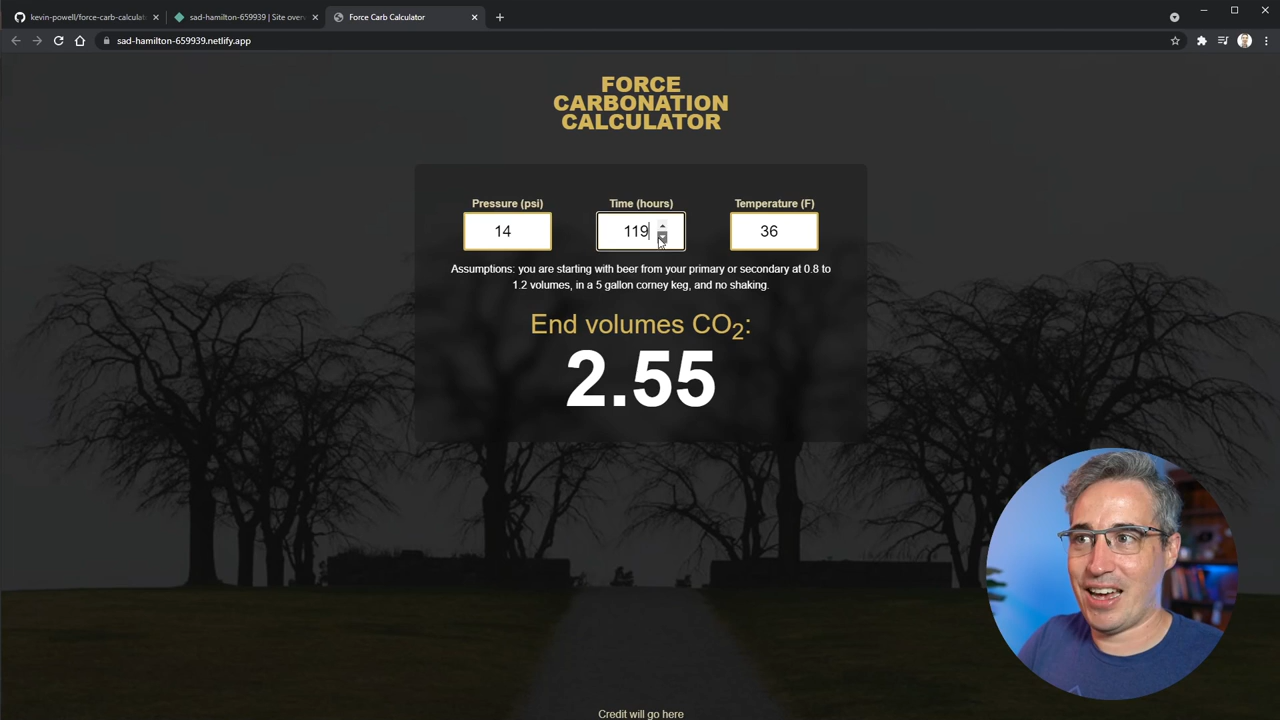 kevin-powell/force-carb-calculat
sad-hamilton-659939 | Site over
Force Carb Calculator
sad-hamilton-659939.netlify.app
FORCE
CARBONATION
CALCULATOR
Pressure (psi)
Time (hours)
Temperature (F)
14
119
36
Assumptions: you are starting with beer from your primary or secondary at 0.8 to
1.2 volumes, in a 5 gallon corney keg, and no shaking.
End volumes CO2:
2.55
Credit will go here